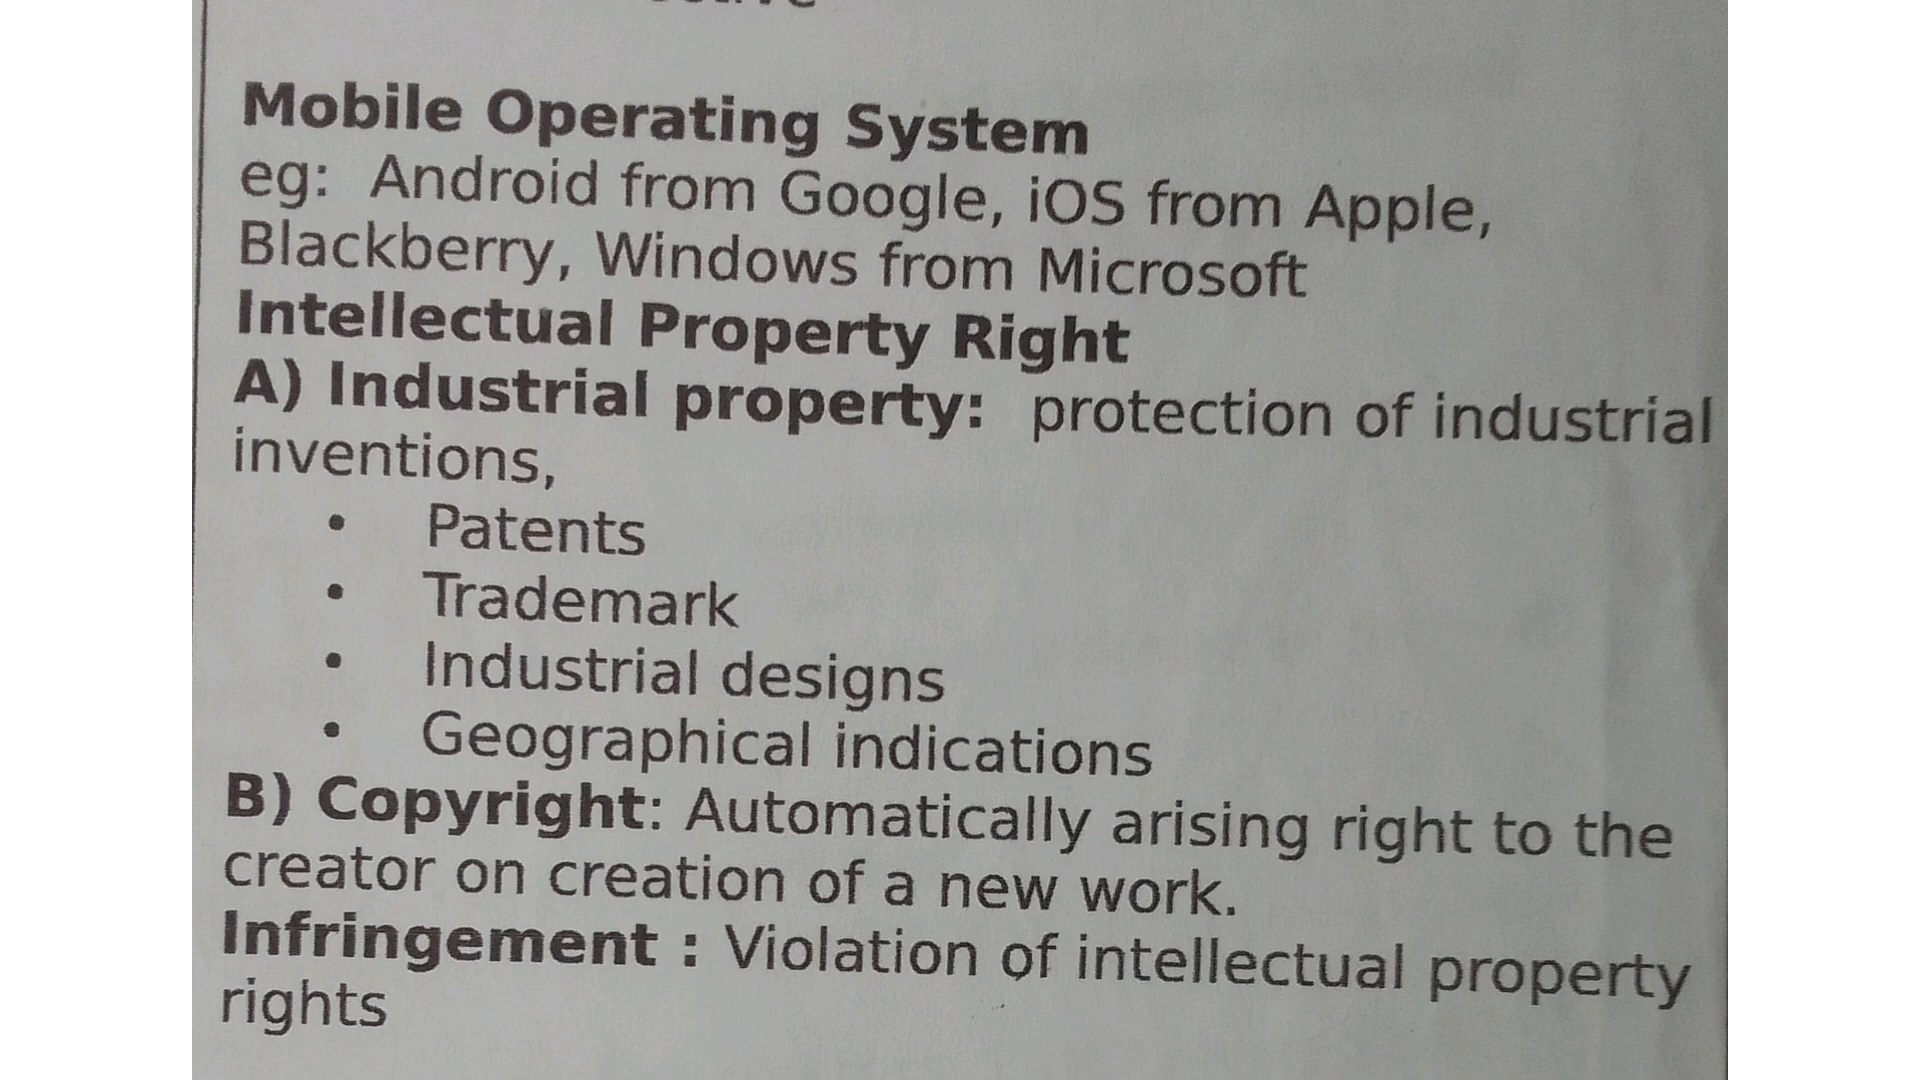 Mobile Operating System
eg: Android from Google, iOS from Apple,
Blackberry, Windows from Microsoft
Intellectual Property Right
A) Industrial property: protection of industrial
inventions,
• Patents
• Trademark
• Industrial designs
• Geographical indications
B) Copyright: Automatically arising right to the
creator on creation of a new work.
Infringement : Violation of intellectual property
rights